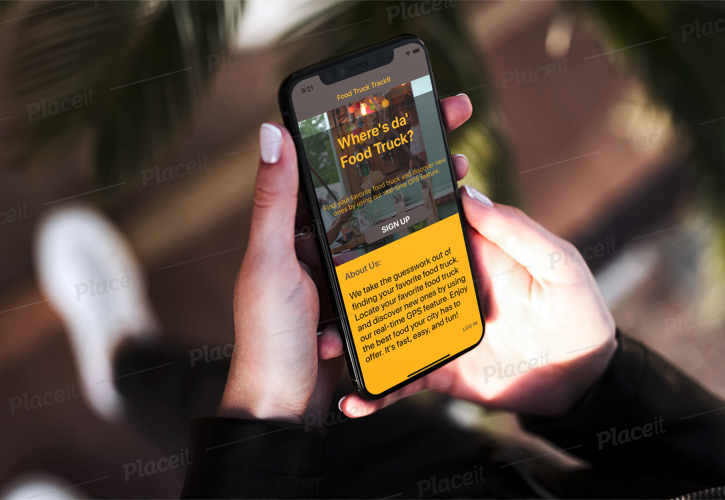 Placeit
Placeit
9:21
Food Truck TrackR
Where's da'
Food Truck?
Find your favorite food truck and discover new
ones by using our real-time GPS feature.
SIGN UP
About Us:
We take the guesswork out of
finding your favorite food truck.
Locate your favorite food truck
and discover new ones by using
our real-time GPS feature. Enjoy
the best food your city has to
offer. It's fast, easy, and fun!
LOG IN
Placeit
Placeit
Placeit
Placeit
Placeit
Placeit
Placeit
Placeit
Placeit
Placeit
Placeit